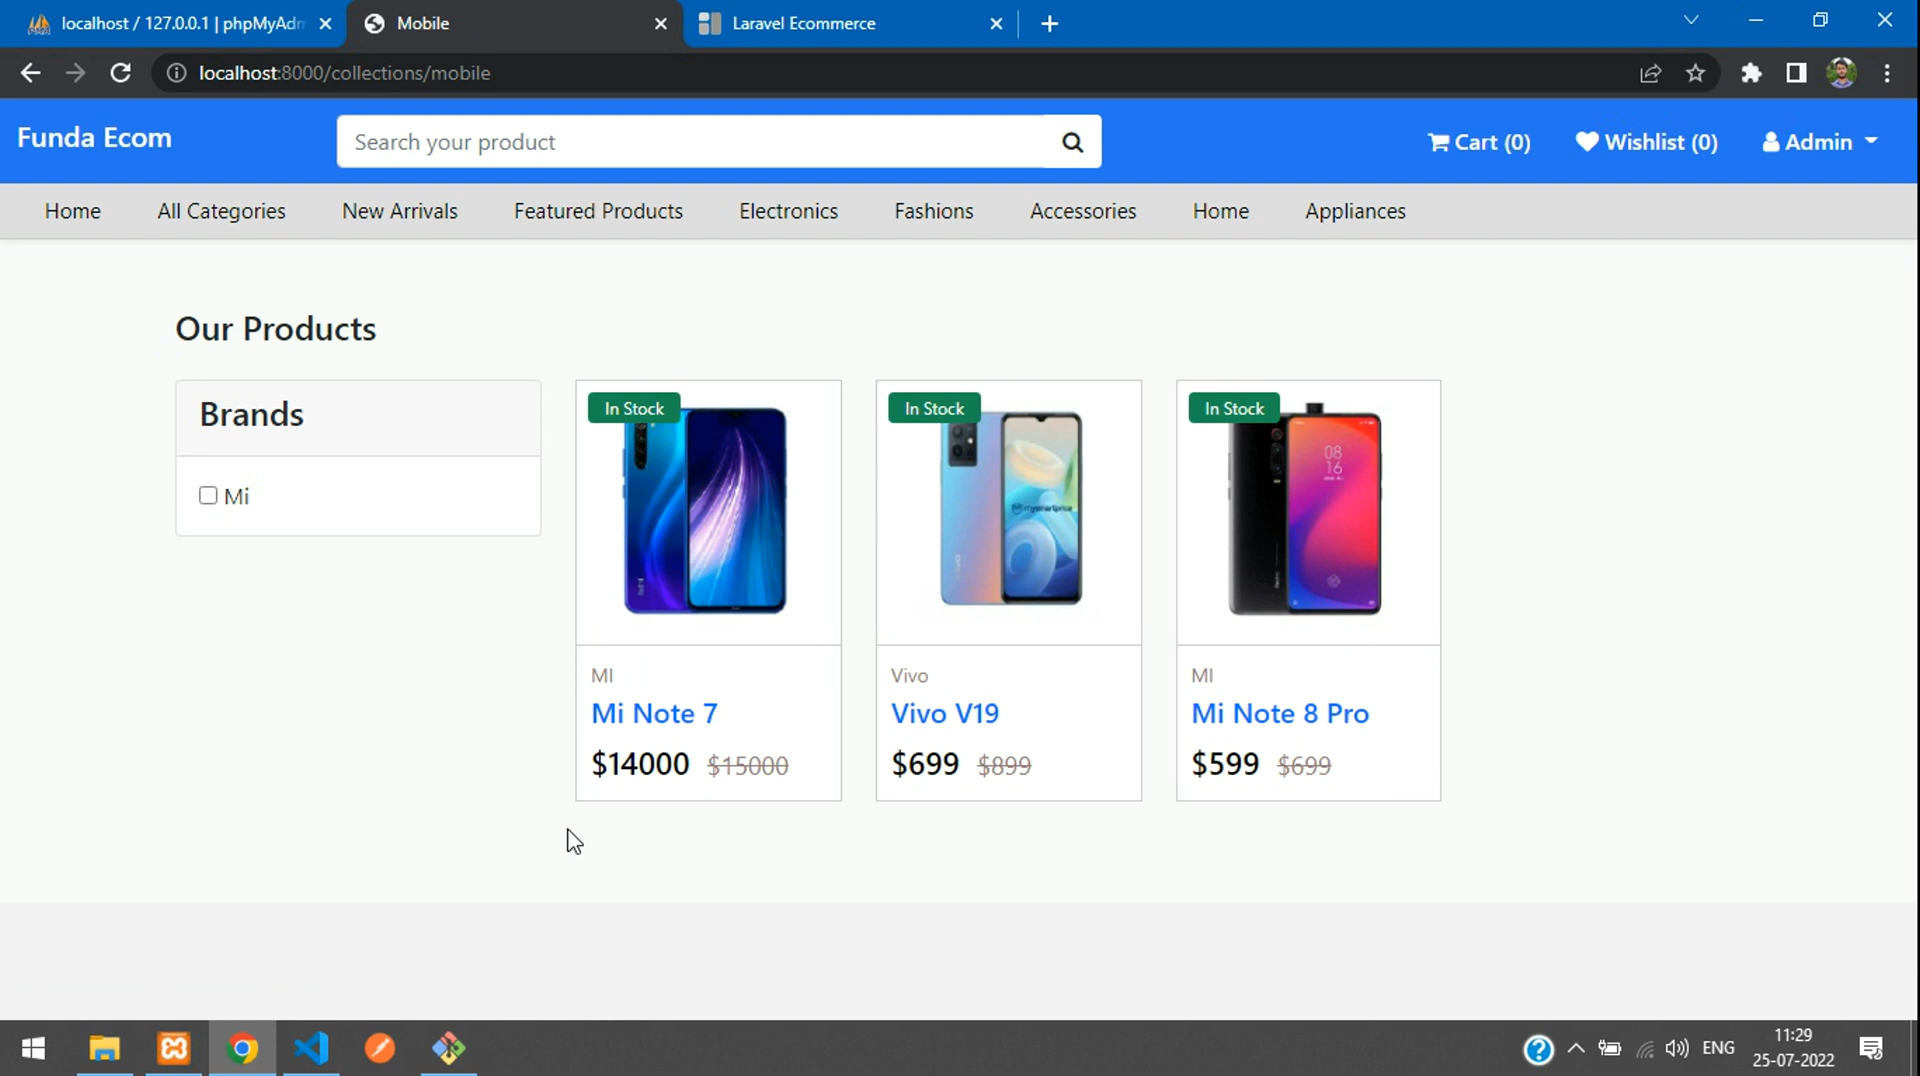 localhost / 127.0.0.1 | phpMyAdm
Mobile
Laravel Ecommerce
localhost:8000/collections/mobile
Funda Ecom
Search your product
Cart (0)
Wishlist (0)
Admin
Home
All Categories
New Arrivals
Featured Products
Electronics
Fashions
Accessories
Home
Appliances
Our Products
Brands
Mi
In Stock
In Stock
In Stock
08
16
mysmartprice
MI
Mi Note 7
$14000 $15000
Vivo
Vivo V19
$699 $899
MI
Mi Note 8 Pro
$599 $699
ENG
11:29
25-07-2022